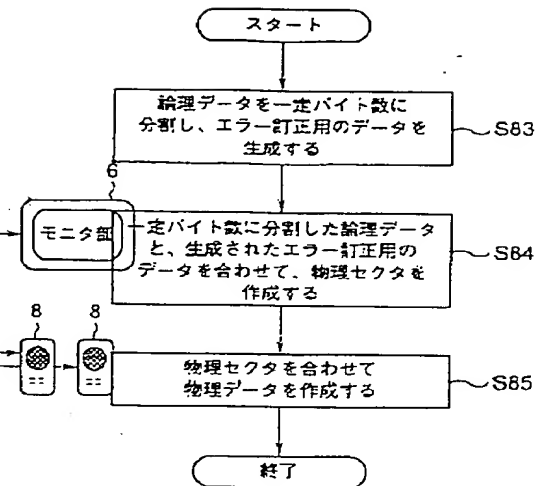 スタート
論理データを一定バイト数に
分割し、エラー訂正用のデータを
生成する
S83
6
モニタ部
一定バイト数に分割した論理データ
と、生成されたエラー訂正用の
データを合わせて、物理セクタを
作成する
S84
8
8
物理セクタを合わせて
物理データを作成する
S85
終了